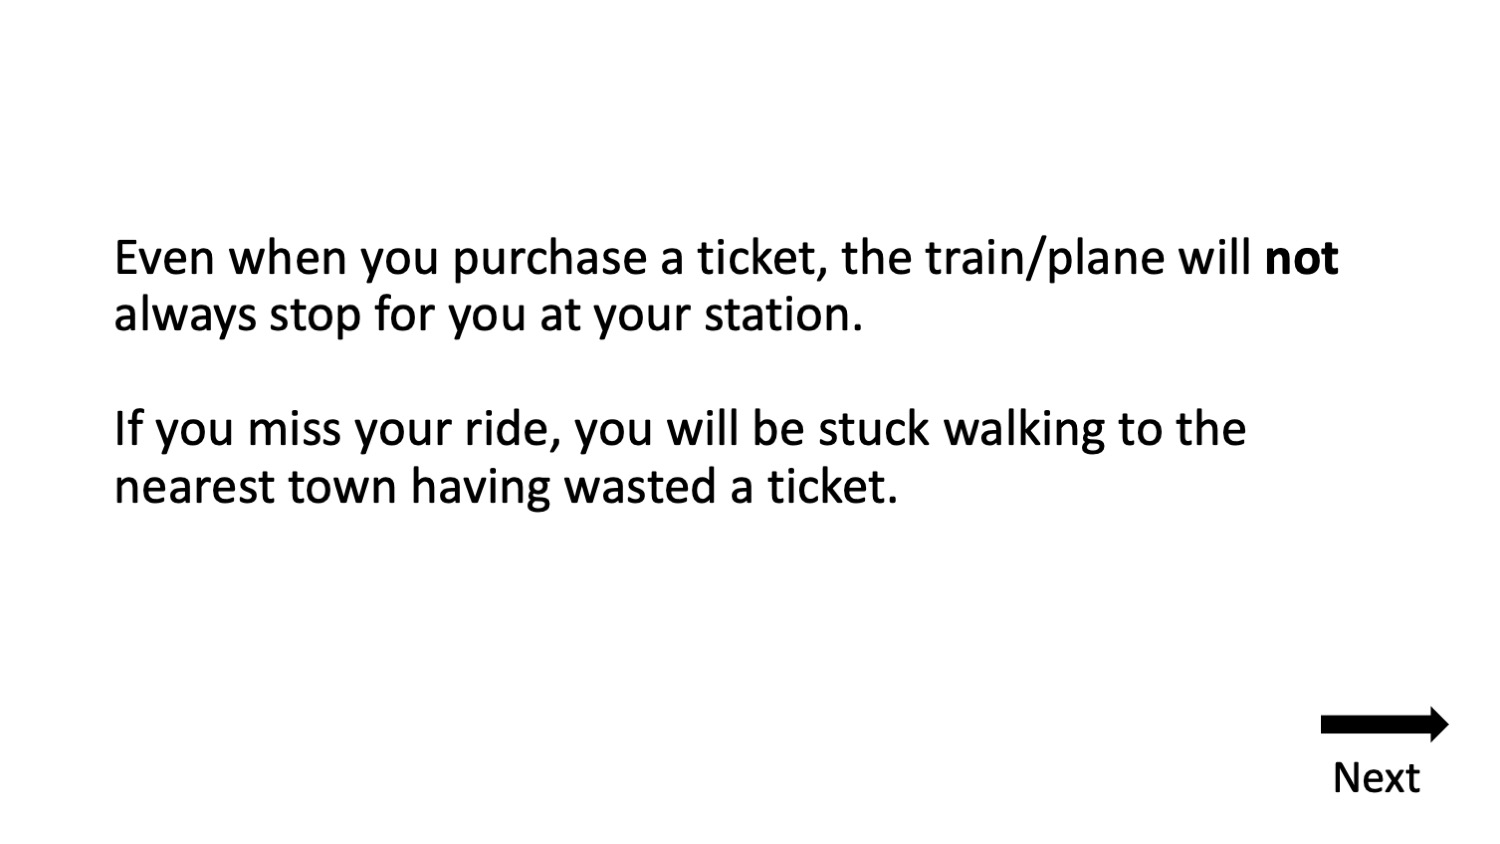 Even when you purchase a ticket, the train/plane will not
always stop for you at your station.
If you miss your ride, you will be stuck walking to the
nearest town having wasted a ticket.
Next